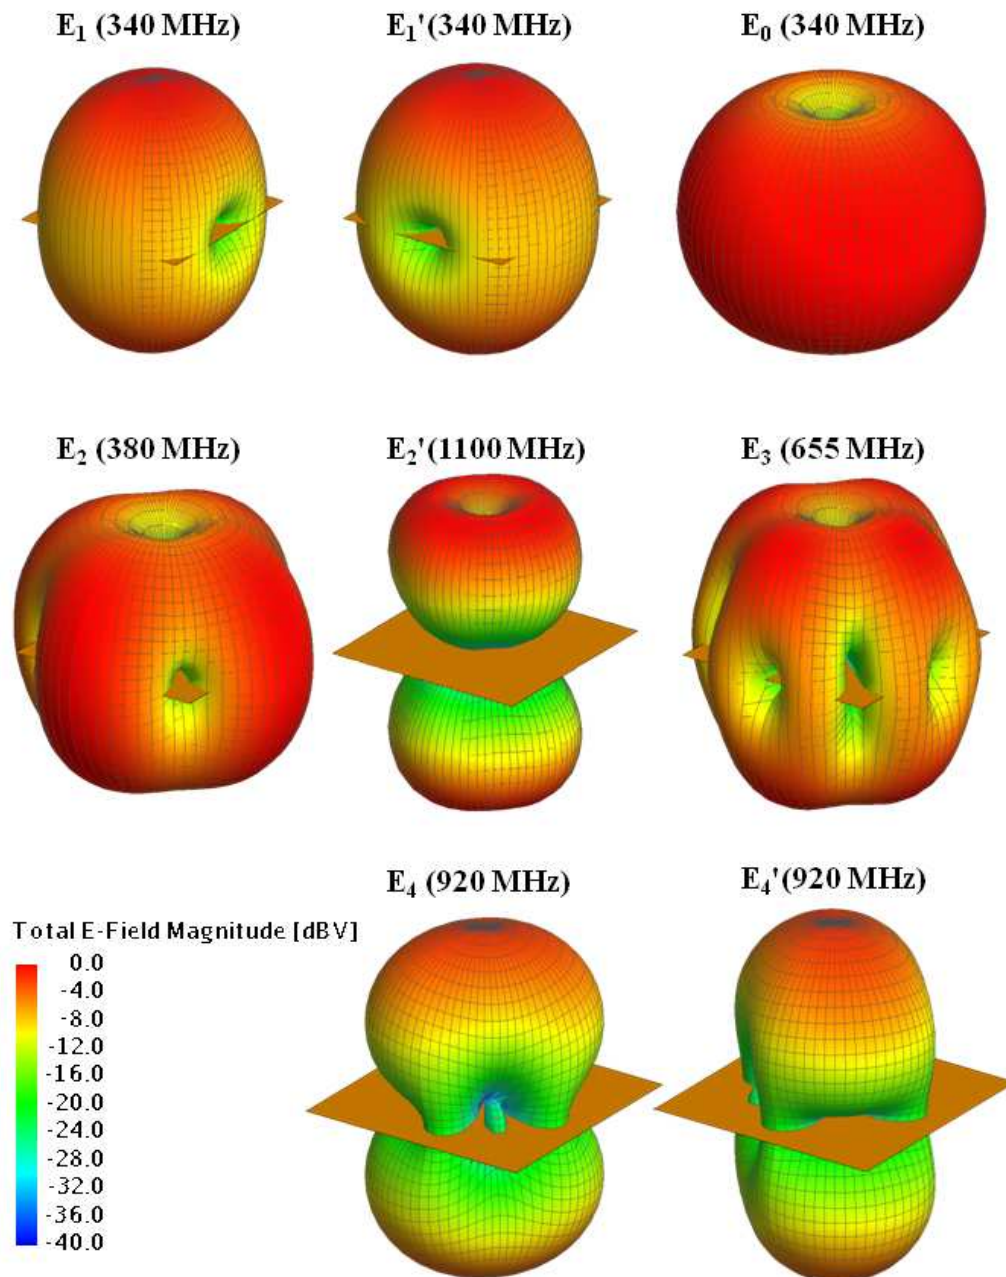 E₁ (340 MHz) E₁'(340 MHz) E₀ (340 MHz)
E₂ (380 MHz) E₂'(1100 MHz) E₃ (655 MHz)
E₄ (920 MHz) E₄'(920 MHz)
Total E-Field Magnitude [dBV]
0.0
-4.0
-8.0
-12.0
-16.0
-20.0
-24.0
-28.0
-32.0
-36.0
-40.0